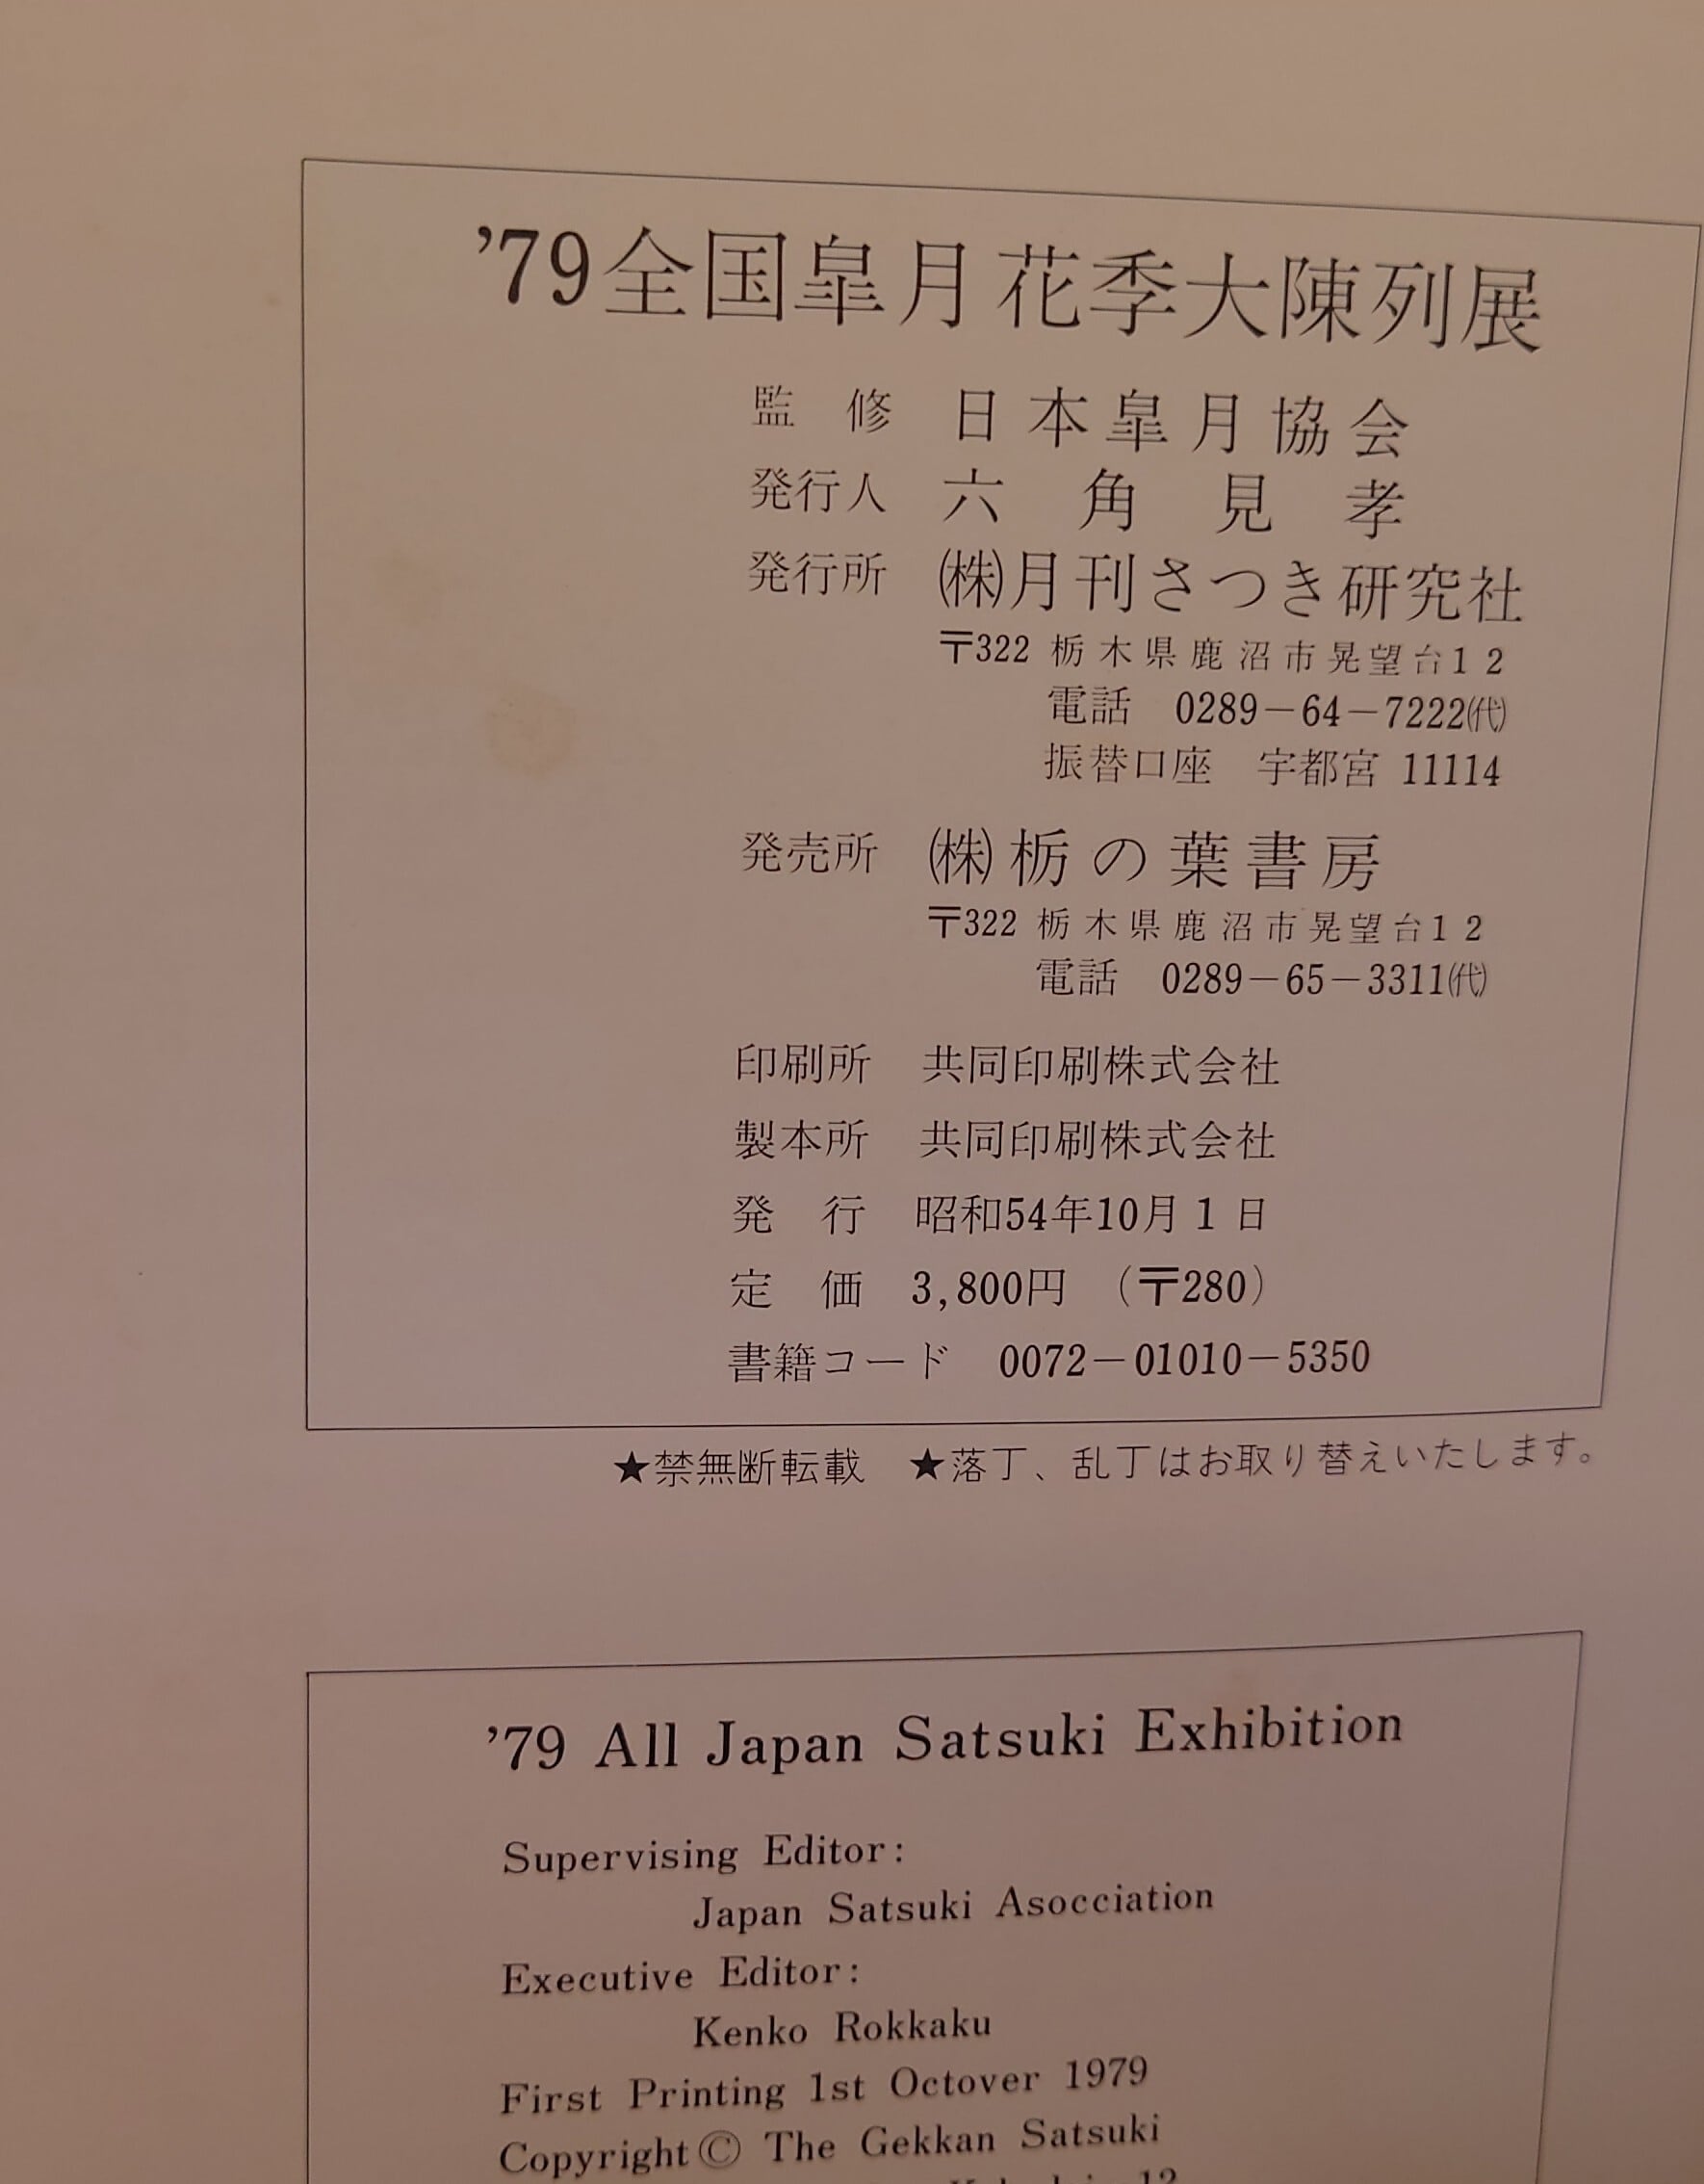 ’79全国皐月花季大陳列展
監　修　日本皐月協会
発行人　六角見孝
発行所　㈱月刊さつき研究社
〒322 栃木県鹿沼市晃望台12
電話　0289－64－7222㈹
振替口座　宇都宮 11114
発売所　㈱栃の葉書房
〒322 栃木県鹿沼市晃望台12
電話　0289－65－3311㈹
印刷所　共同印刷株式会社
製本所　共同印刷株式会社
発　行　昭和54年10月1日
定　価　3,800円　（〒280）
書籍コード　0072－01010－5350
★禁無断転載　★落丁、乱丁はお取り替えいたします。
’79 All Japan Satsuki Exhibition
Supervising Editor:
Japan Satsuki Asocciation
Executive Editor:
Kenko Rokkaku
First Printing 1st Octover 1979
Copyright© The Gekkan Satsuki
12